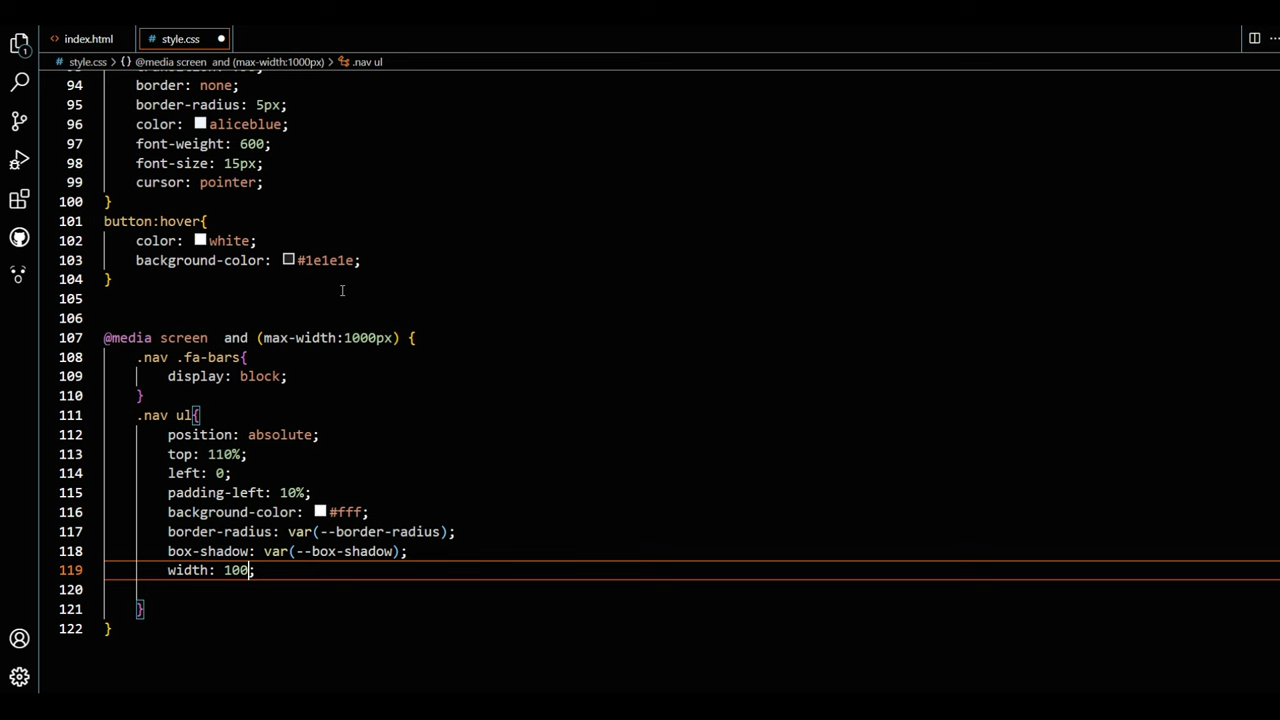 index.html
# style.css
1
# style.css > {} @media screen and (max-width:1000px) > .nav ul
94 border: none;
95 border-radius: 5px;
96 color: aliceblue;
97 font-weight: 600;
98 font-size: 15px;
99 cursor: pointer;
100 }
101 button:hover{
102 color: white;
103 background-color: #1e1e1e;
104 }
105
106
107 @media screen  and (max-width:1000px) {
108 .nav .fa-bars{
109 display: block;
110 }
111 .nav ul{
112 position: absolute;
113 top: 110%;
114 left: 0;
115 padding-left: 10%;
116 background-color: #fff;
117 border-radius: var(--border-radius);
118 box-shadow: var(--box-shadow);
119 width: 100;
120
121 }
122 }